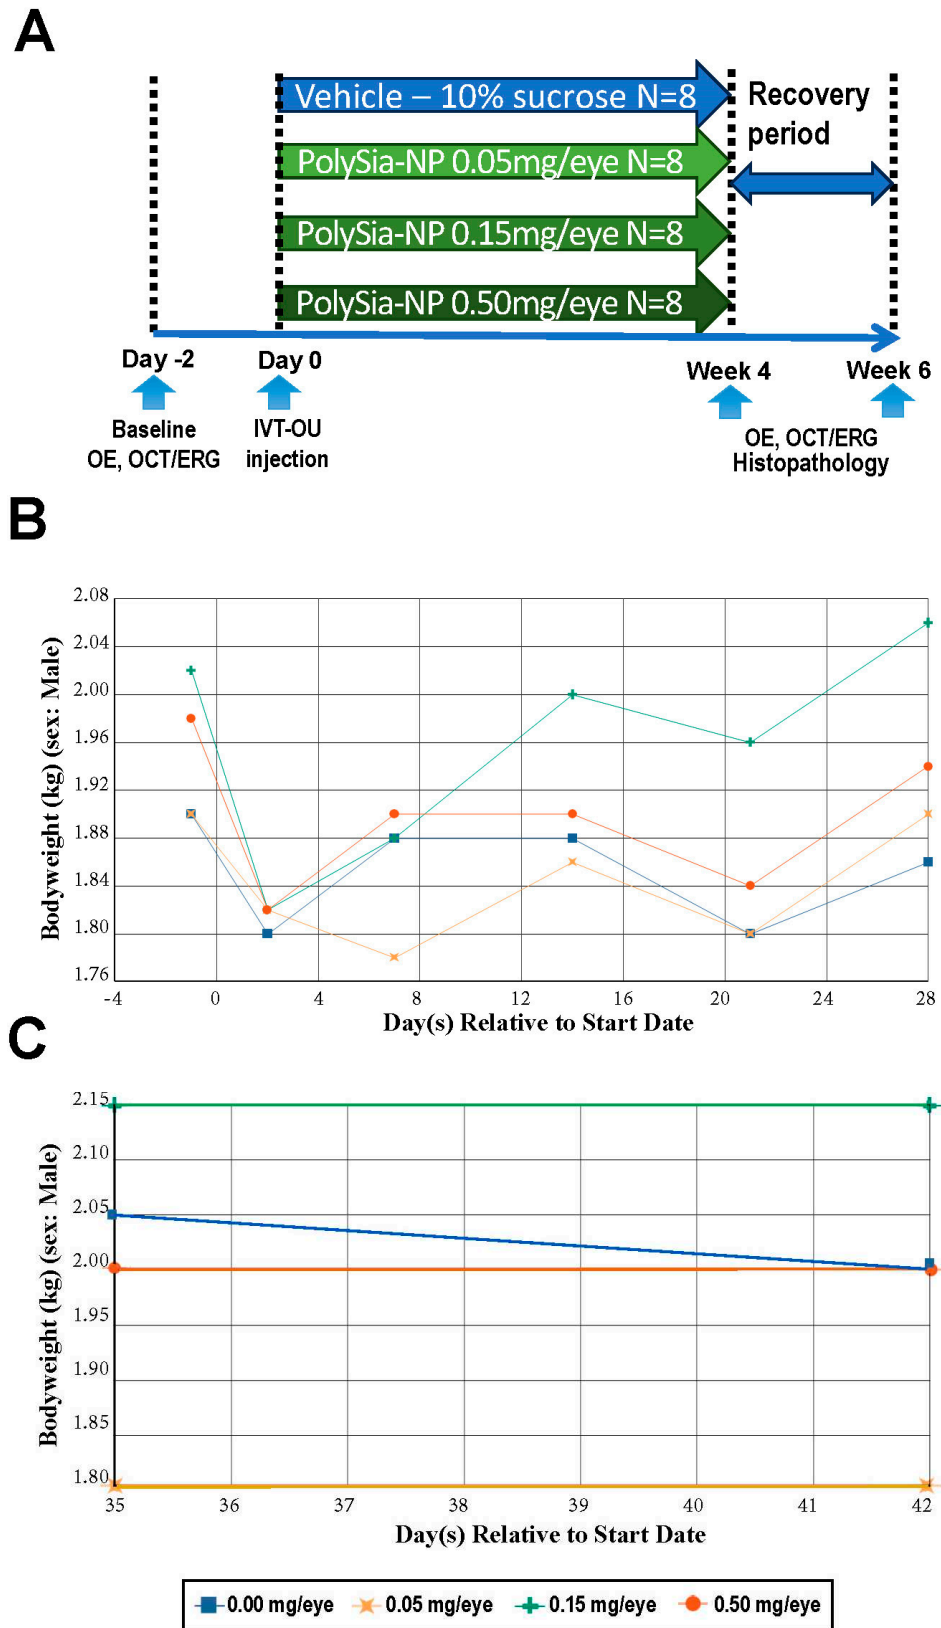 A
Vehicle – 10% sucrose N=8
PolySia-NP 0.05mg/eye N=8
PolySia-NP 0.15mg/eye N=8
PolySia-NP 0.50mg/eye N=8
Recovery
period
Day -2
Day 0
Week 4
Week 6
Baseline
OE, OCT/ERG
IVT-OU
injection
OE, OCT/ERG
Histopathology
B
Bodyweight (kg) (sex: Male)
0
2.08
2.04
2.00
1.96
1.92
1.88
1.84
1.80
1.76
-4 0 4 8 12 16 20 24 28
Day(s) Relative to Start Date
C
Bodyweight (kg) (sex: Male)
0
2.15
2.10
2.05
2.00
1.95
1.90
1.85
1.80
35 36 37 38 39 40 41 42
Day(s) Relative to Start Date
0.00 mg/eye 0.05 mg/eye 0.15 mg/eye 0.50 mg/eye